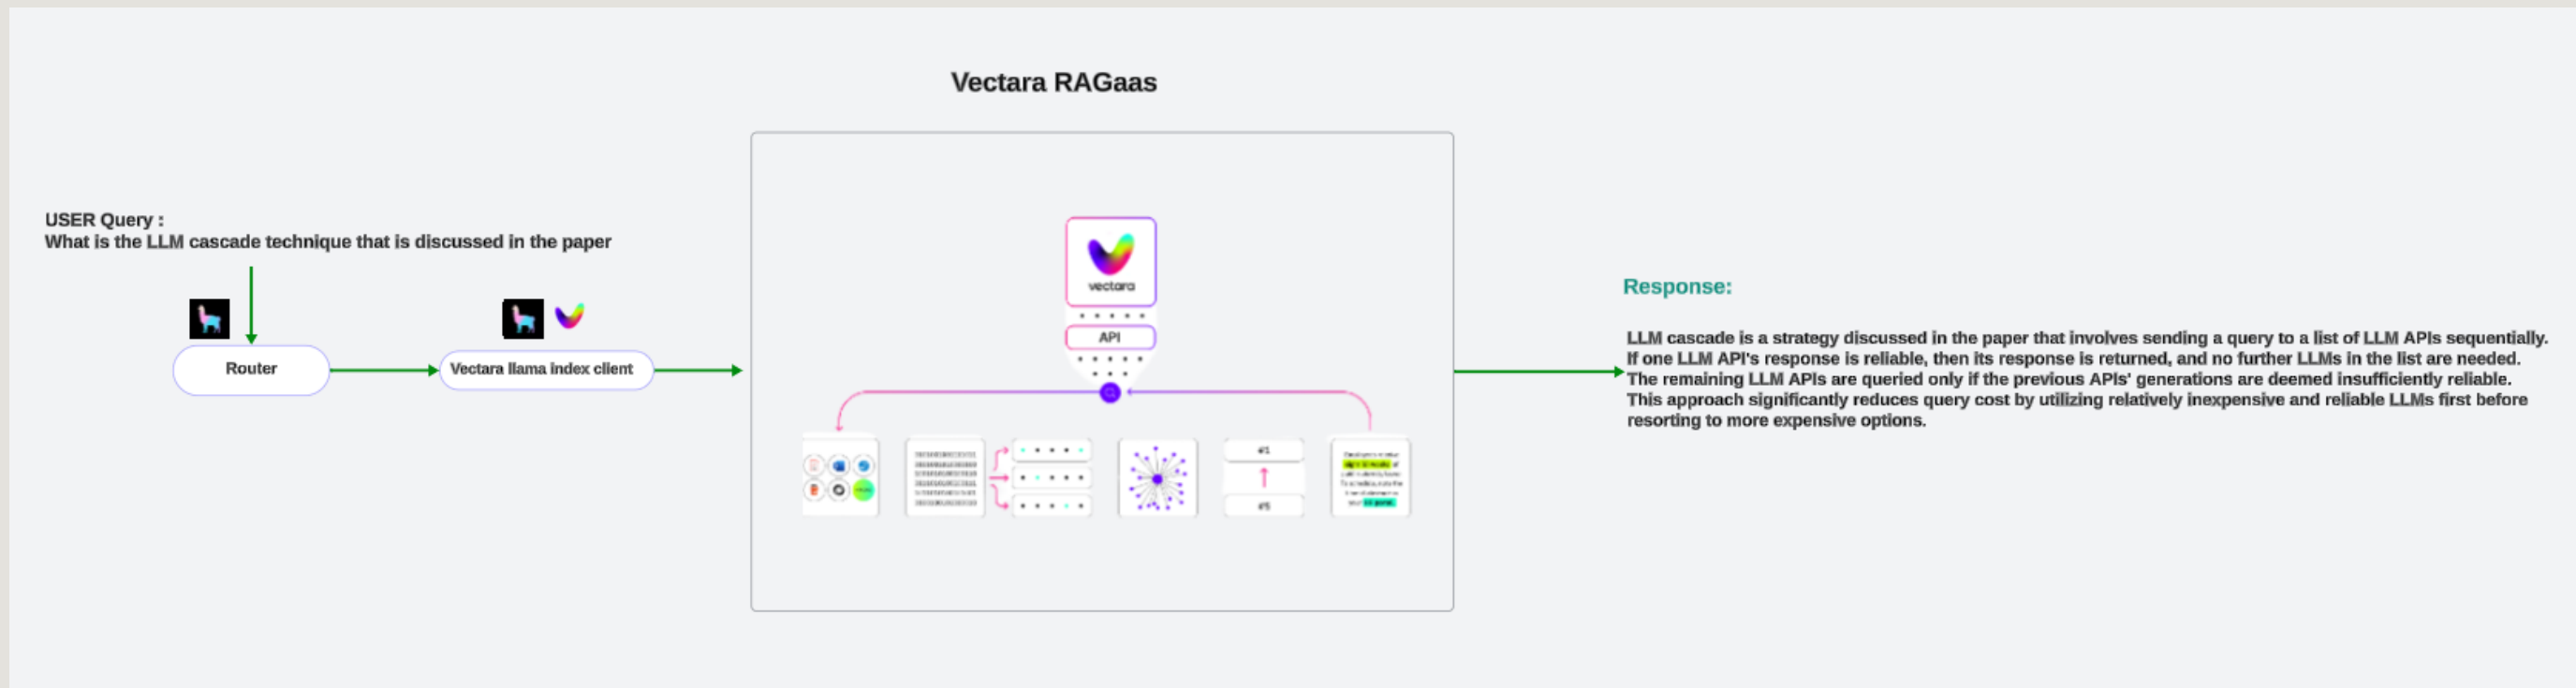 Vectara RAGaas
USER Query :
What is the LLM cascade technique that is discussed in the paper
Router
Vectara llama index client
vectara
API
#1
#5
Response:
LLM cascade is a strategy discussed in the paper that involves sending a query to a list of LLM APIs sequentially.
If one LLM API's response is reliable, then its response is returned, and no further LLMs in the list are needed.
The remaining LLM APIs are queried only if the previous APIs' generations are deemed insufficiently reliable.
This approach significantly reduces query cost by utilizing relatively inexpensive and reliable LLMs first before
resorting to more expensive options.